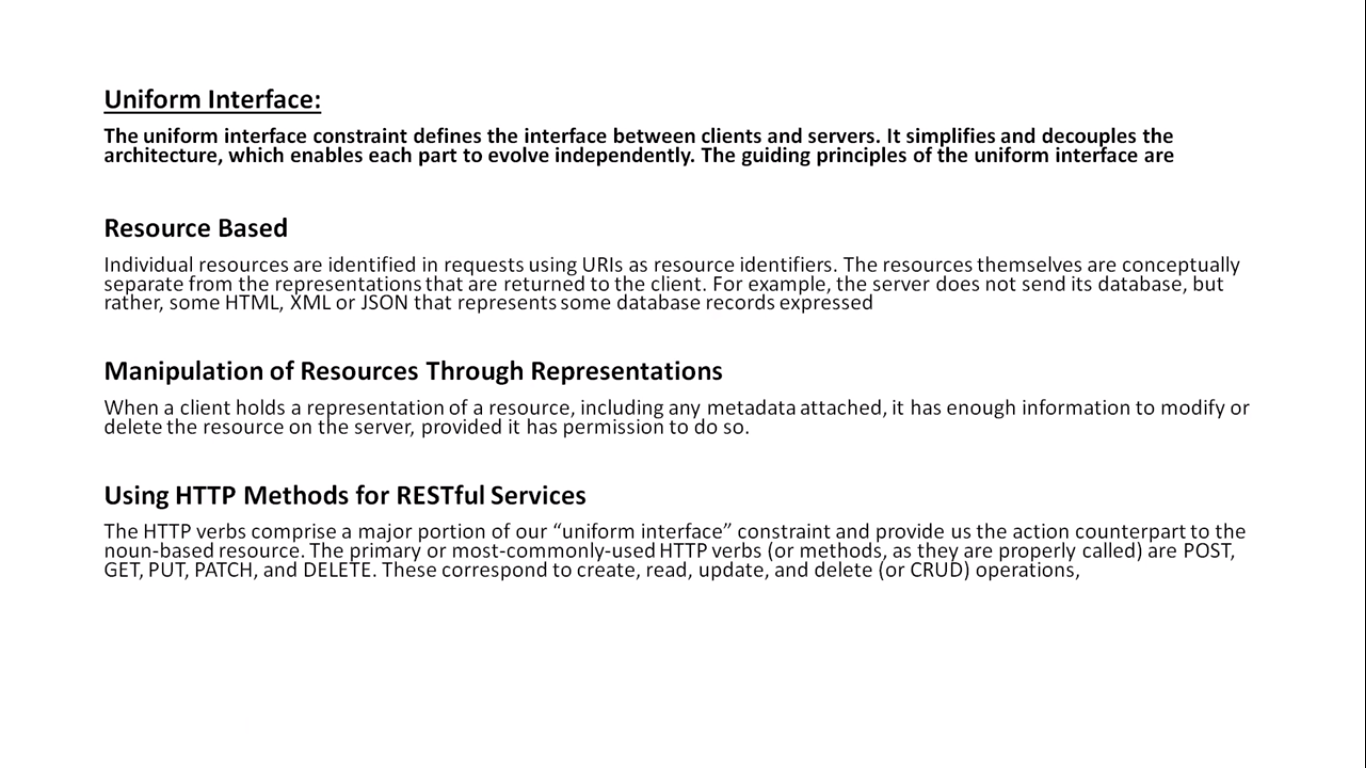 Uniform Interface:
The uniform interface constraint defines the interface between clients and servers. It simplifies and decouples the
architecture, which enables each part to evolve independently. The guiding principles of the uniform interface are
Resource Based
Individual resources are identified in requests using URIs as resource identifiers. The resources themselves are conceptually
separate from the representations that are returned to the client. For example, the server does not send its database, but
rather, some HTML, XML or JSON that represents some database records expressed
Manipulation of Resources Through Representations
When a client holds a representation of a resource, including any metadata attached, it has enough information to modify or
delete the resource on the server, provided it has permission to do so.
Using HTTP Methods for RESTful Services
The HTTP verbs comprise a major portion of our “uniform interface” constraint and provide us the action counterpart to the
noun-based resource. The primary or most-commonly-used HTTP verbs (or methods, as they are properly called) are POST,
GET, PUT, PATCH, and DELETE. These correspond to create, read, update, and delete (or CRUD) operations,